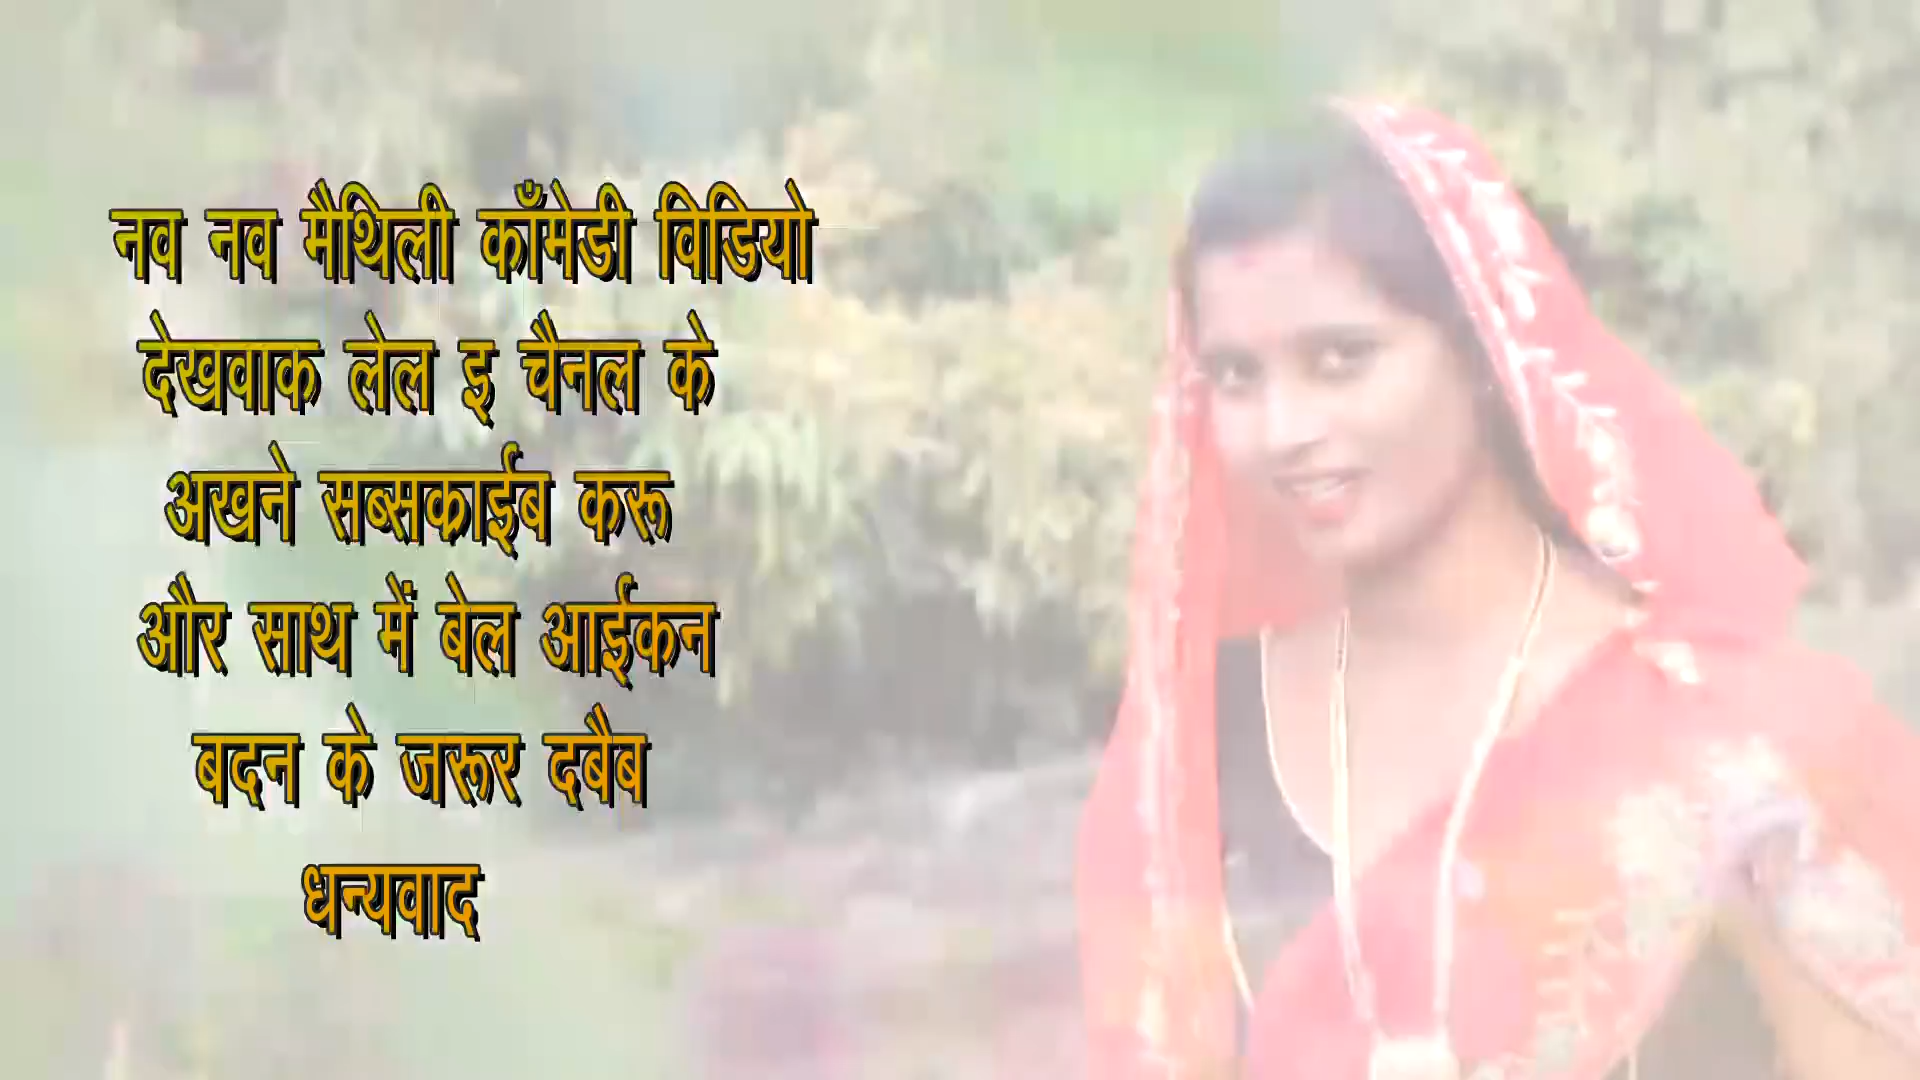 नव नव मैथिली काँमेडी विडियो
देखवाक लेल इ चैनल के
अखने सब्सक्राईब करू
और साथ में बेल आईकन
बदन के जरूर दबैब
धन्यवाद